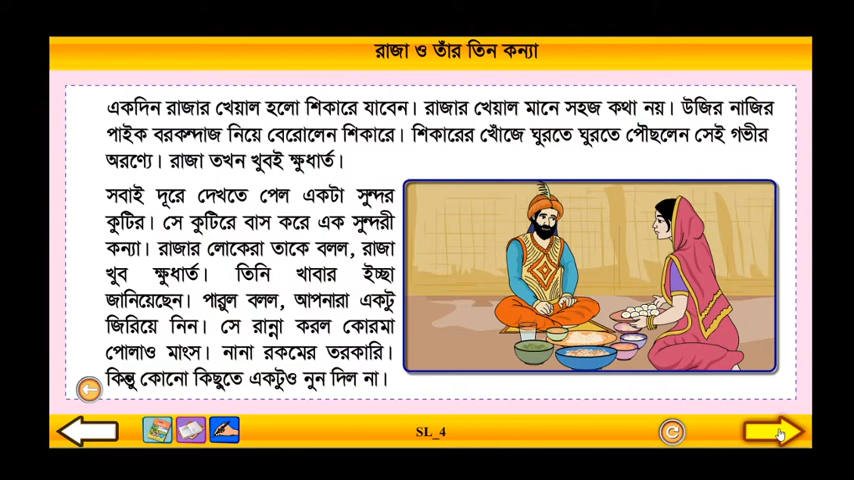 রাজা ও তাঁর তিন কন্যা
একদিন রাজার খেয়াল হলো শিকারে যাবেন। রাজার খেয়াল মানে সহজ কথা নয়। উজির নাজির
পাইক বরকন্দাজ নিয়ে বেরোলেন শিকারে। শিকারের খোঁজে ঘুরতে ঘুরতে পৌছলেন সেই গভীর
অরণ্যে। রাজা তখন খুবই ক্ষুধার্ত।
সবাই দূরে দেখতে পেল একটা সুন্দর
কুটির। সে কুটিরে বাস করে এক সুন্দরী
কন্যা। রাজার লোকেরা তাকে বলল, রাজা
খুব ক্ষুধার্ত। তিনি খাবার ইচ্ছা
জানিয়েছেন। পারুল বলল, আপনারা একটু
জিরিয়ে নিন। সে রান্না করল কোরমা
পোলাও মাংস। নানা রকমের তরকারি।
কিন্তু কোনো কিছুতে একটুও নুন দিল না।
SL_4